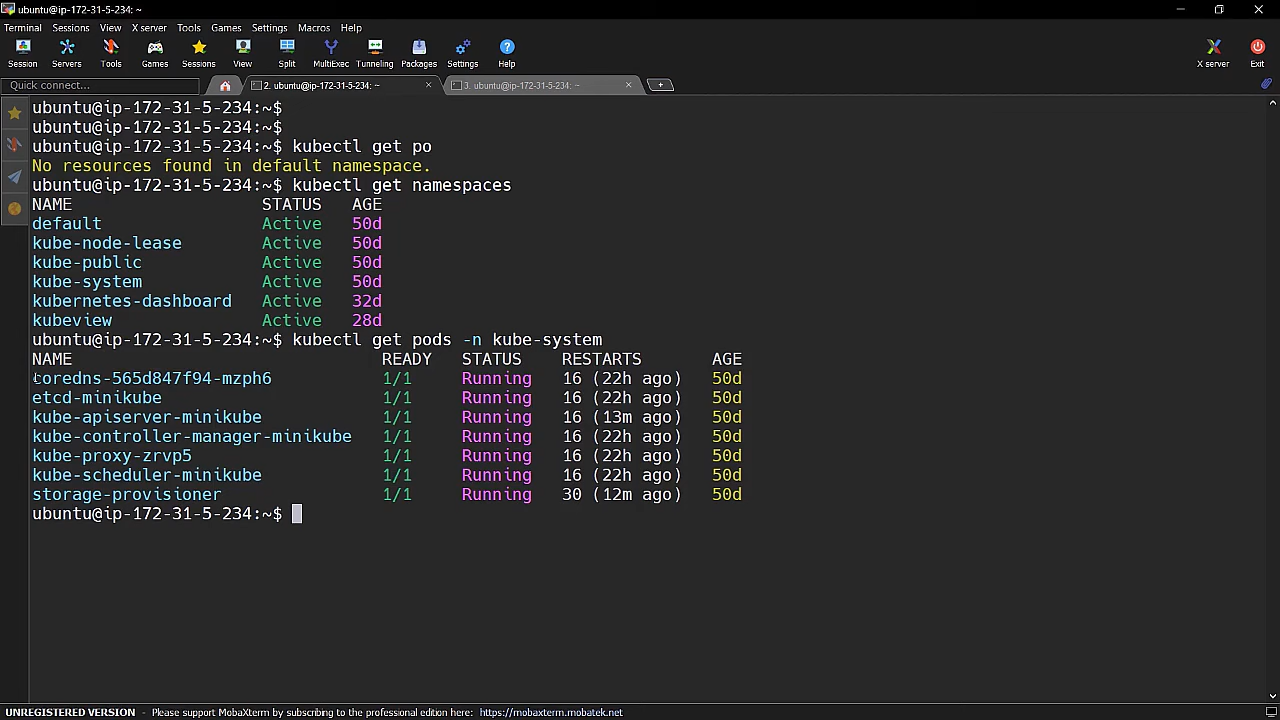 ubuntu@ip-172-31-5-234: ~
Terminal Sessions View X server Tools Games Settings Macros Help
Session Servers Tools Games Sessions View Split MultiExec Tunneling Packages Settings Help X server Exit
Quick connect... 2. ubuntu@ip-172-31-5-234: ~ 3. ubuntu@ip-172-31-5-234: ~
ubuntu@ip-172-31-5-234:~$
ubuntu@ip-172-31-5-234:~$
ubuntu@ip-172-31-5-234:~$ kubectl get po
No resources found in default namespace.
ubuntu@ip-172-31-5-234:~$ kubectl get namespaces
NAME STATUS AGE
default Active 50d
kube-node-lease Active 50d
kube-public Active 50d
kube-system Active 50d
kubernetes-dashboard Active 32d
kubeview Active 28d
ubuntu@ip-172-31-5-234:~$ kubectl get pods -n kube-system
NAME READY STATUS RESTARTS AGE
coredns-565d847f94-mzph6 1/1 Running 16 (22h ago) 50d
etcd-minikube 1/1 Running 16 (22h ago) 50d
kube-apiserver-minikube 1/1 Running 16 (13m ago) 50d
kube-controller-manager-minikube 1/1 Running 16 (22h ago) 50d
kube-proxy-zrvp5 1/1 Running 16 (22h ago) 50d
kube-scheduler-minikube 1/1 Running 16 (22h ago) 50d
storage-provisioner 1/1 Running 30 (12m ago) 50d
ubuntu@ip-172-31-5-234:~$
UNREGISTERED VERSION - Please support MobaXterm by subscribing to the professional edition here: https://mobaxterm.mobatek.net